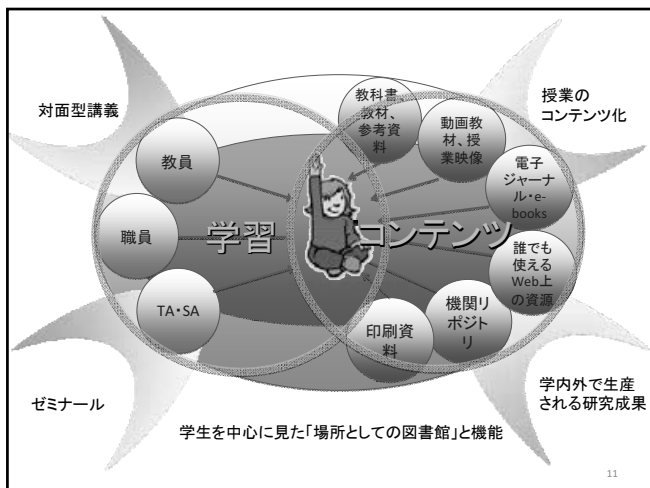 対面型講義
教員
職員
TA・SA
ゼミナール
学習
コンテンツ
教科書、
教材、
参考資
料
動画教
材、授
業映像
電子
ジャーナ
ル・e-
books
誰でも
使える
Web上
の資源
機関リ
ポジト
リ
印刷資
料
授業の
コンテンツ化
学内外で生産
される研究成果
学生を中心に見た「場所としての図書館」と機能
11